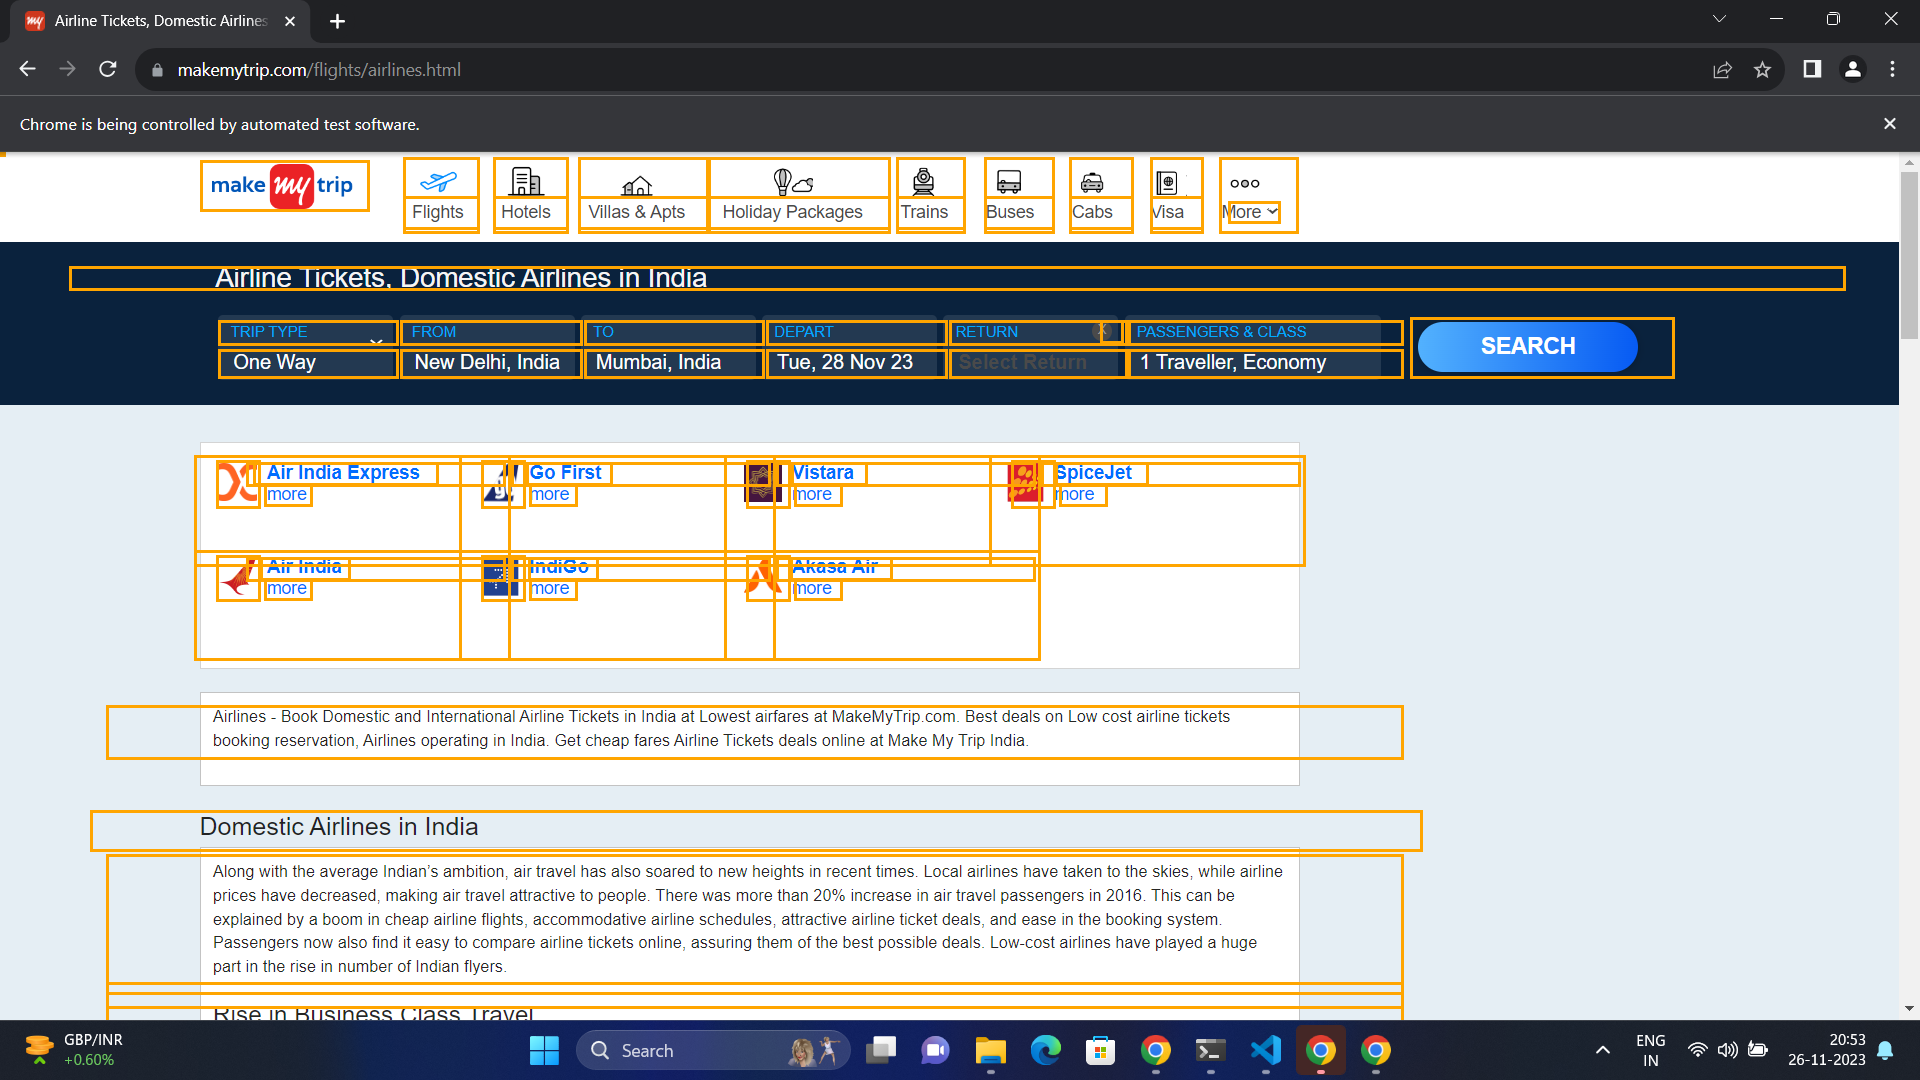 Airline Tickets, Domestic Airlines
makemytrip.com/flights/airlines.html
Chrome is being controlled by automated test software.
make my trip
Flights
Hotels
Villas & Apts
Holiday Packages
Trains
Buses
Cabs
Visa
More
Airline Tickets, Domestic Airlines in India
TRIP TYPE
One Way
FROM
New Delhi, India
TO
Mumbai, India
DEPART
Tue, 28 Nov 23
RETURN
X
Select Return
PASSENGERS & CLASS
1 Traveller, Economy
SEARCH
Air India Express
more
Go First
more
Vistara
more
SpiceJet
more
Air India
more
IndiGo
more
Akasa Air
more
Airlines - Book Domestic and International Airline Tickets in India at Lowest airfares at MakeMyTrip.com. Best deals on Low cost airline tickets
booking reservation, Airlines operating in India. Get cheap fares Airline Tickets deals online at Make My Trip India.
Domestic Airlines in India
Along with the average Indian's ambition, air travel has also soared to new heights in recent times. Local airlines have taken to the skies, while airline
prices have decreased, making air travel attractive to people. There was more than 20% increase in air travel passengers in 2016. This can be
explained by a boom in cheap airline flights, accommodative airline schedules, attractive airline ticket deals, and ease in the booking system.
Passengers now also find it easy to compare airline tickets online, assuring them of the best possible deals. Low-cost airlines have played a huge
part in the rise in number of Indian flyers.
Rise in Business Class Travel
GBP/INR
+0.60%
Search
ENG
IN
20:53
26-11-2023